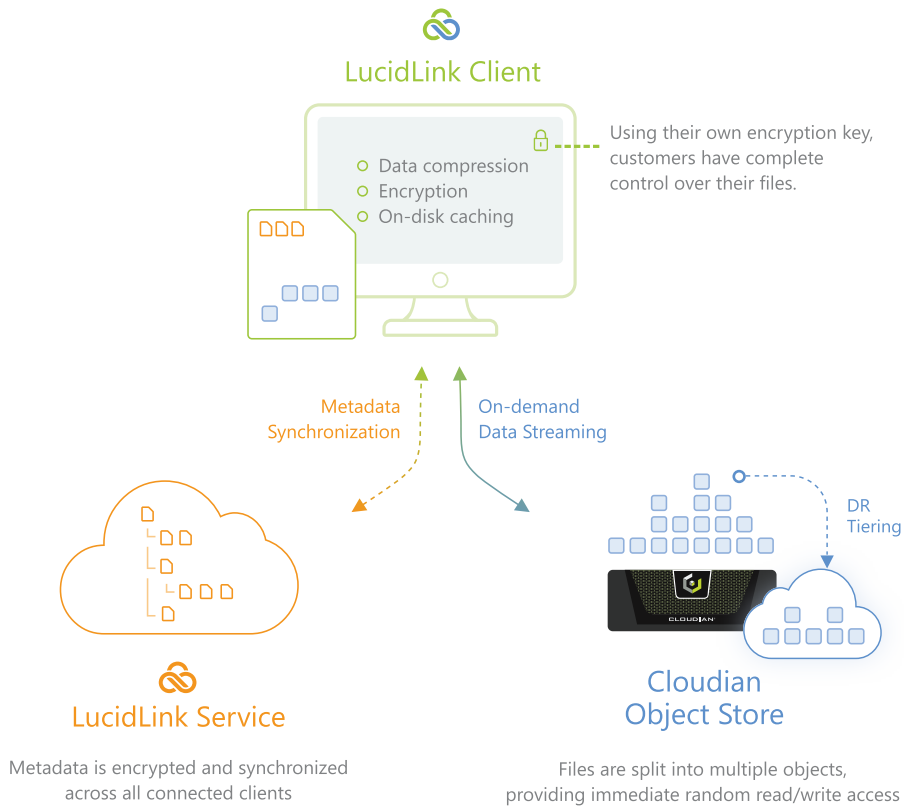 LucidLink Client
Using their own encryption key,
customers have complete
control over their files.
Data compression
Encryption
On-disk caching
Metadata
Synchronization
On-demand
Data Streaming
DR
Tiering
CLOUDIAN
LucidLink Service
Metadata is encrypted and synchronized
across all connected clients
Cloudian
Object Store
Files are split into multiple objects,
providing immediate random read/write access